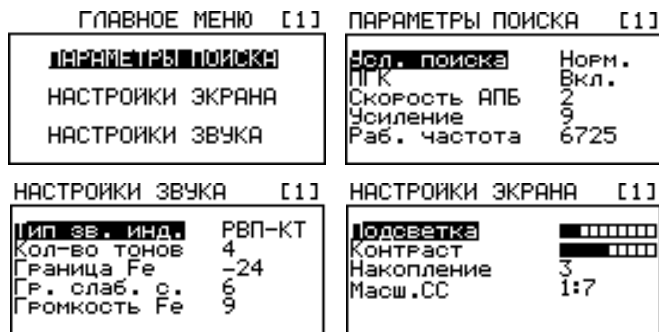 ГЛАВНОЕ МЕНЮ [1]
ПАРАМЕТРЫ ПОИСКА
НАСТРОЙКИ ЭКРАНА
НАСТРОЙКИ ЗВУКА
ПАРАМЕТРЫ ПОИСКА [1]
Усл. поиска Норм.
ПГК Вкл.
Скорость АПБ 2
Усиление 9
Раб. частота 6725
НАСТРОЙКИ ЗВУКА [1]
Тип зв. инд. РВП-КТ
Кол-во тонов 4
Граница Fe -24
Гр. слаб. с. 6
Громкость Fe 9
НАСТРОЙКИ ЭКРАНА [1]
Подсветка
Контраст
Накопление 3
Масш.СС 1:7